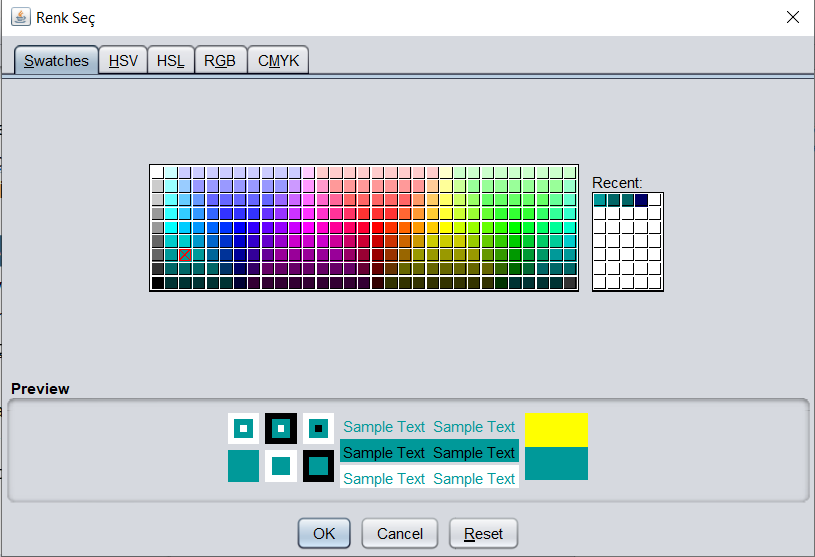 Renk Seç
Swatches HSV HSL RGB CMYK
Recent:
Preview
Sample Text Sample Text
Sample Text Sample Text
Sample Text Sample Text
OK Cancel Reset